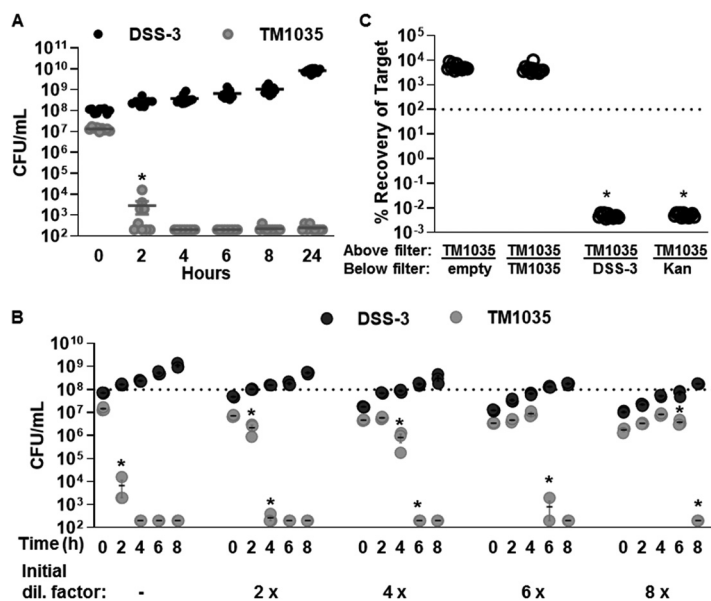 A
DSS-3 TM1035
CFU/mL
10^10
10^9
10^8
10^7
10^6
10^5
10^4
10^3
10^2
*
0 2 4 6 8 24
Hours
C
% Recovery of Target
10^5
10^4
10^3
10^2
10^1
10^0
10^-1
10^-2
10^-3
* *
Above filter: TM1035 TM1035 TM1035 TM1035
Below filter: empty TM1035 DSS-3 Kan
B
DSS-3 TM1035
CFU/mL
10^10
10^9
10^8
10^7
10^6
10^5
10^4
10^3
10^2
* * * * * * * *
Time (h) 0 2 4 6 8 0 2 4 6 8 0 2 4 6 8 0 2 4 6 8 0 2 4 6 8
Initial
dil. factor: - 2 x 4 x 6 x 8 x